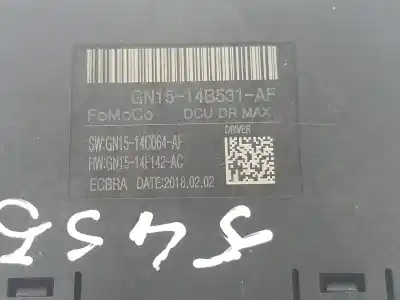 GN15-14B531-AF
FoMoCo DCU DR MAX
DRIVER
SW:GN15-14C064-AF
HW:GN15-14F142-AC
ECBRA DATE:2018.02.02
5455